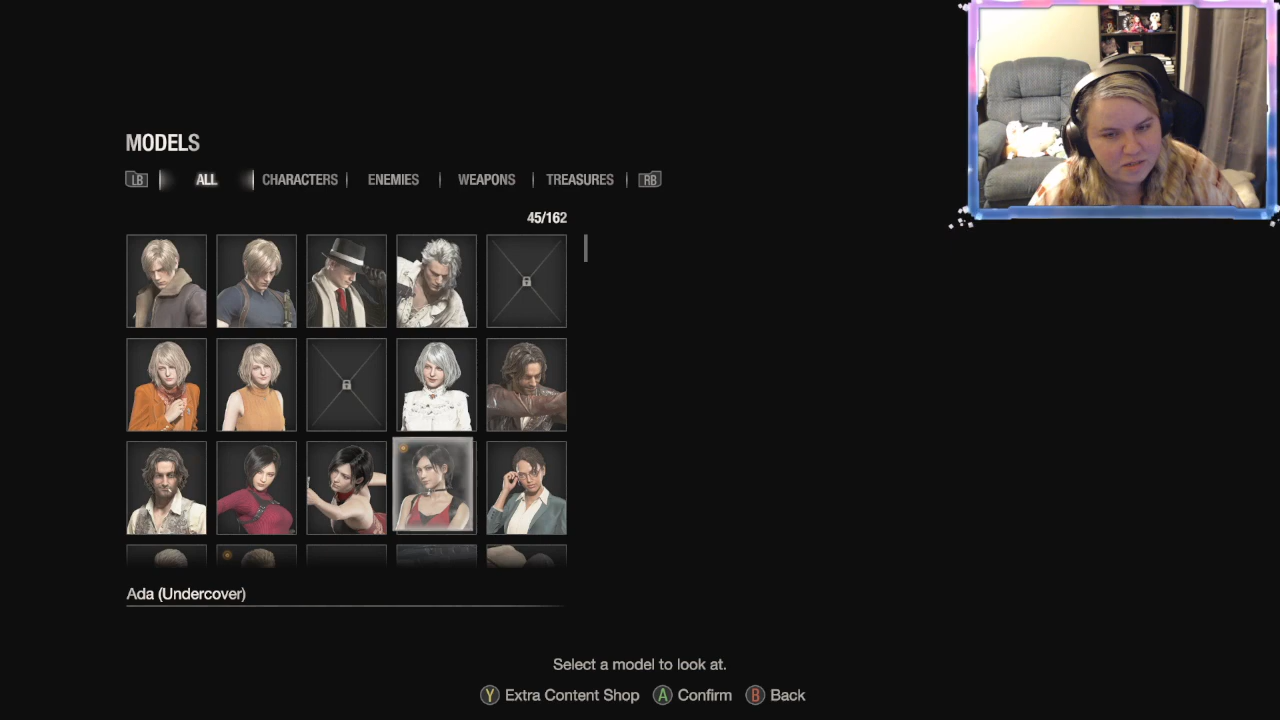 MODELS
LB ALL CHARACTERS ENEMIES WEAPONS TREASURES RB
45/162
Ada (Undercover)
Select a model to look at.
Y Extra Content Shop A Confirm B Back